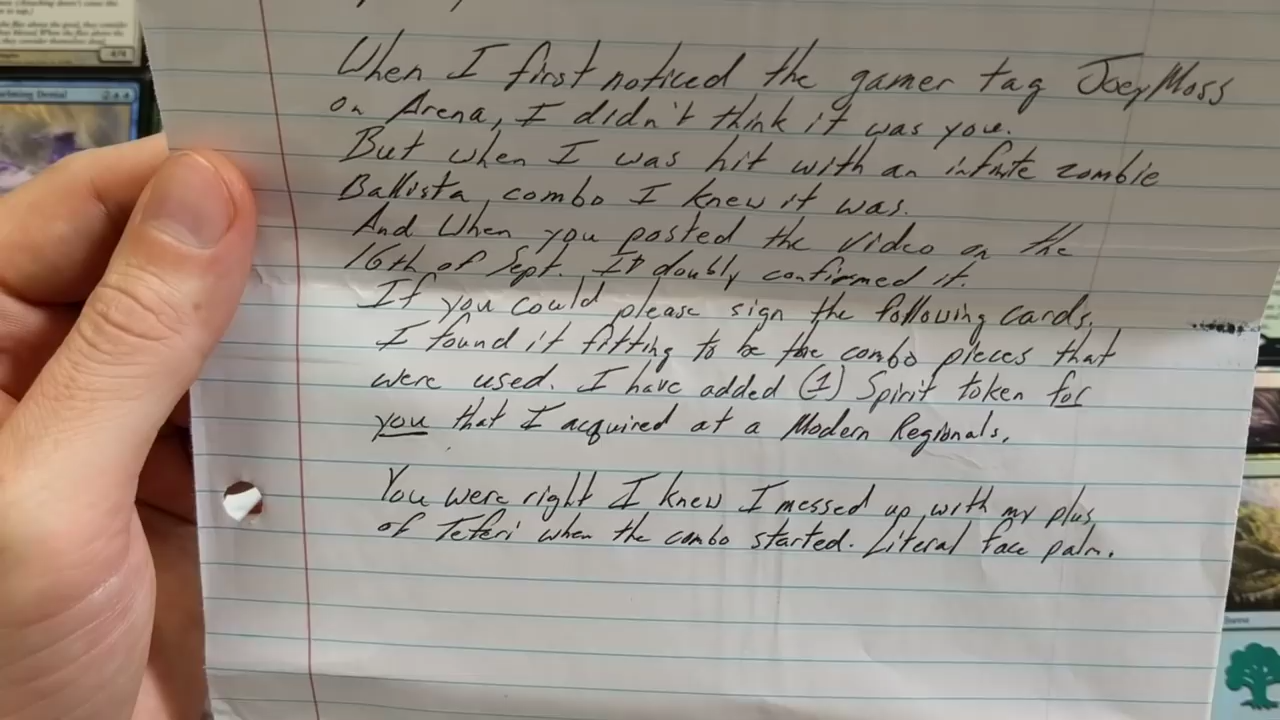 When I first noticed the gamer tag JoeyMoss
on Arena, I didn't think it was you.
But when I was hit with an infinite zombie
Ballista combo I knew it was.
And When you posted the video on the
16th of Sept. It doubly confirmed it.
If you could please sign the following cards,
I found it fitting to be the combo pieces that
were used. I have added (1) Spirit token for
you that I acquired at a Modern Regionals.
You were right I knew I messed up with my plus
of Teferi when the combo started. Literal face palm.
Denial
4/4